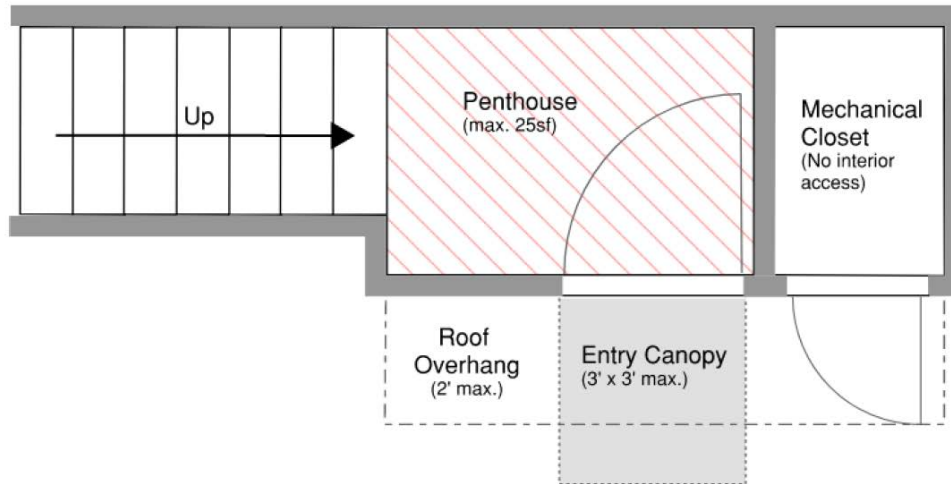 Up
Penthouse
(max. 25sf)
Mechanical
Closet
(No interior
access)
Roof
Overhang
(2' max.)
Entry Canopy
(3' x 3' max.)